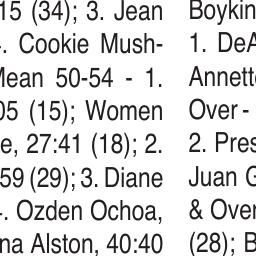 15 (34); 3. Jean
. Cookie Mush-
Mean 50-54 - 1.
05 (15); Women
e, 27:41 (18); 2.
59 (29); 3. Diane
. Ozden Ochoa,
na Alston, 40:40
Boykin
1. DeA
Annett
Over -
2. Pres
Juan G
& Over
(28); B